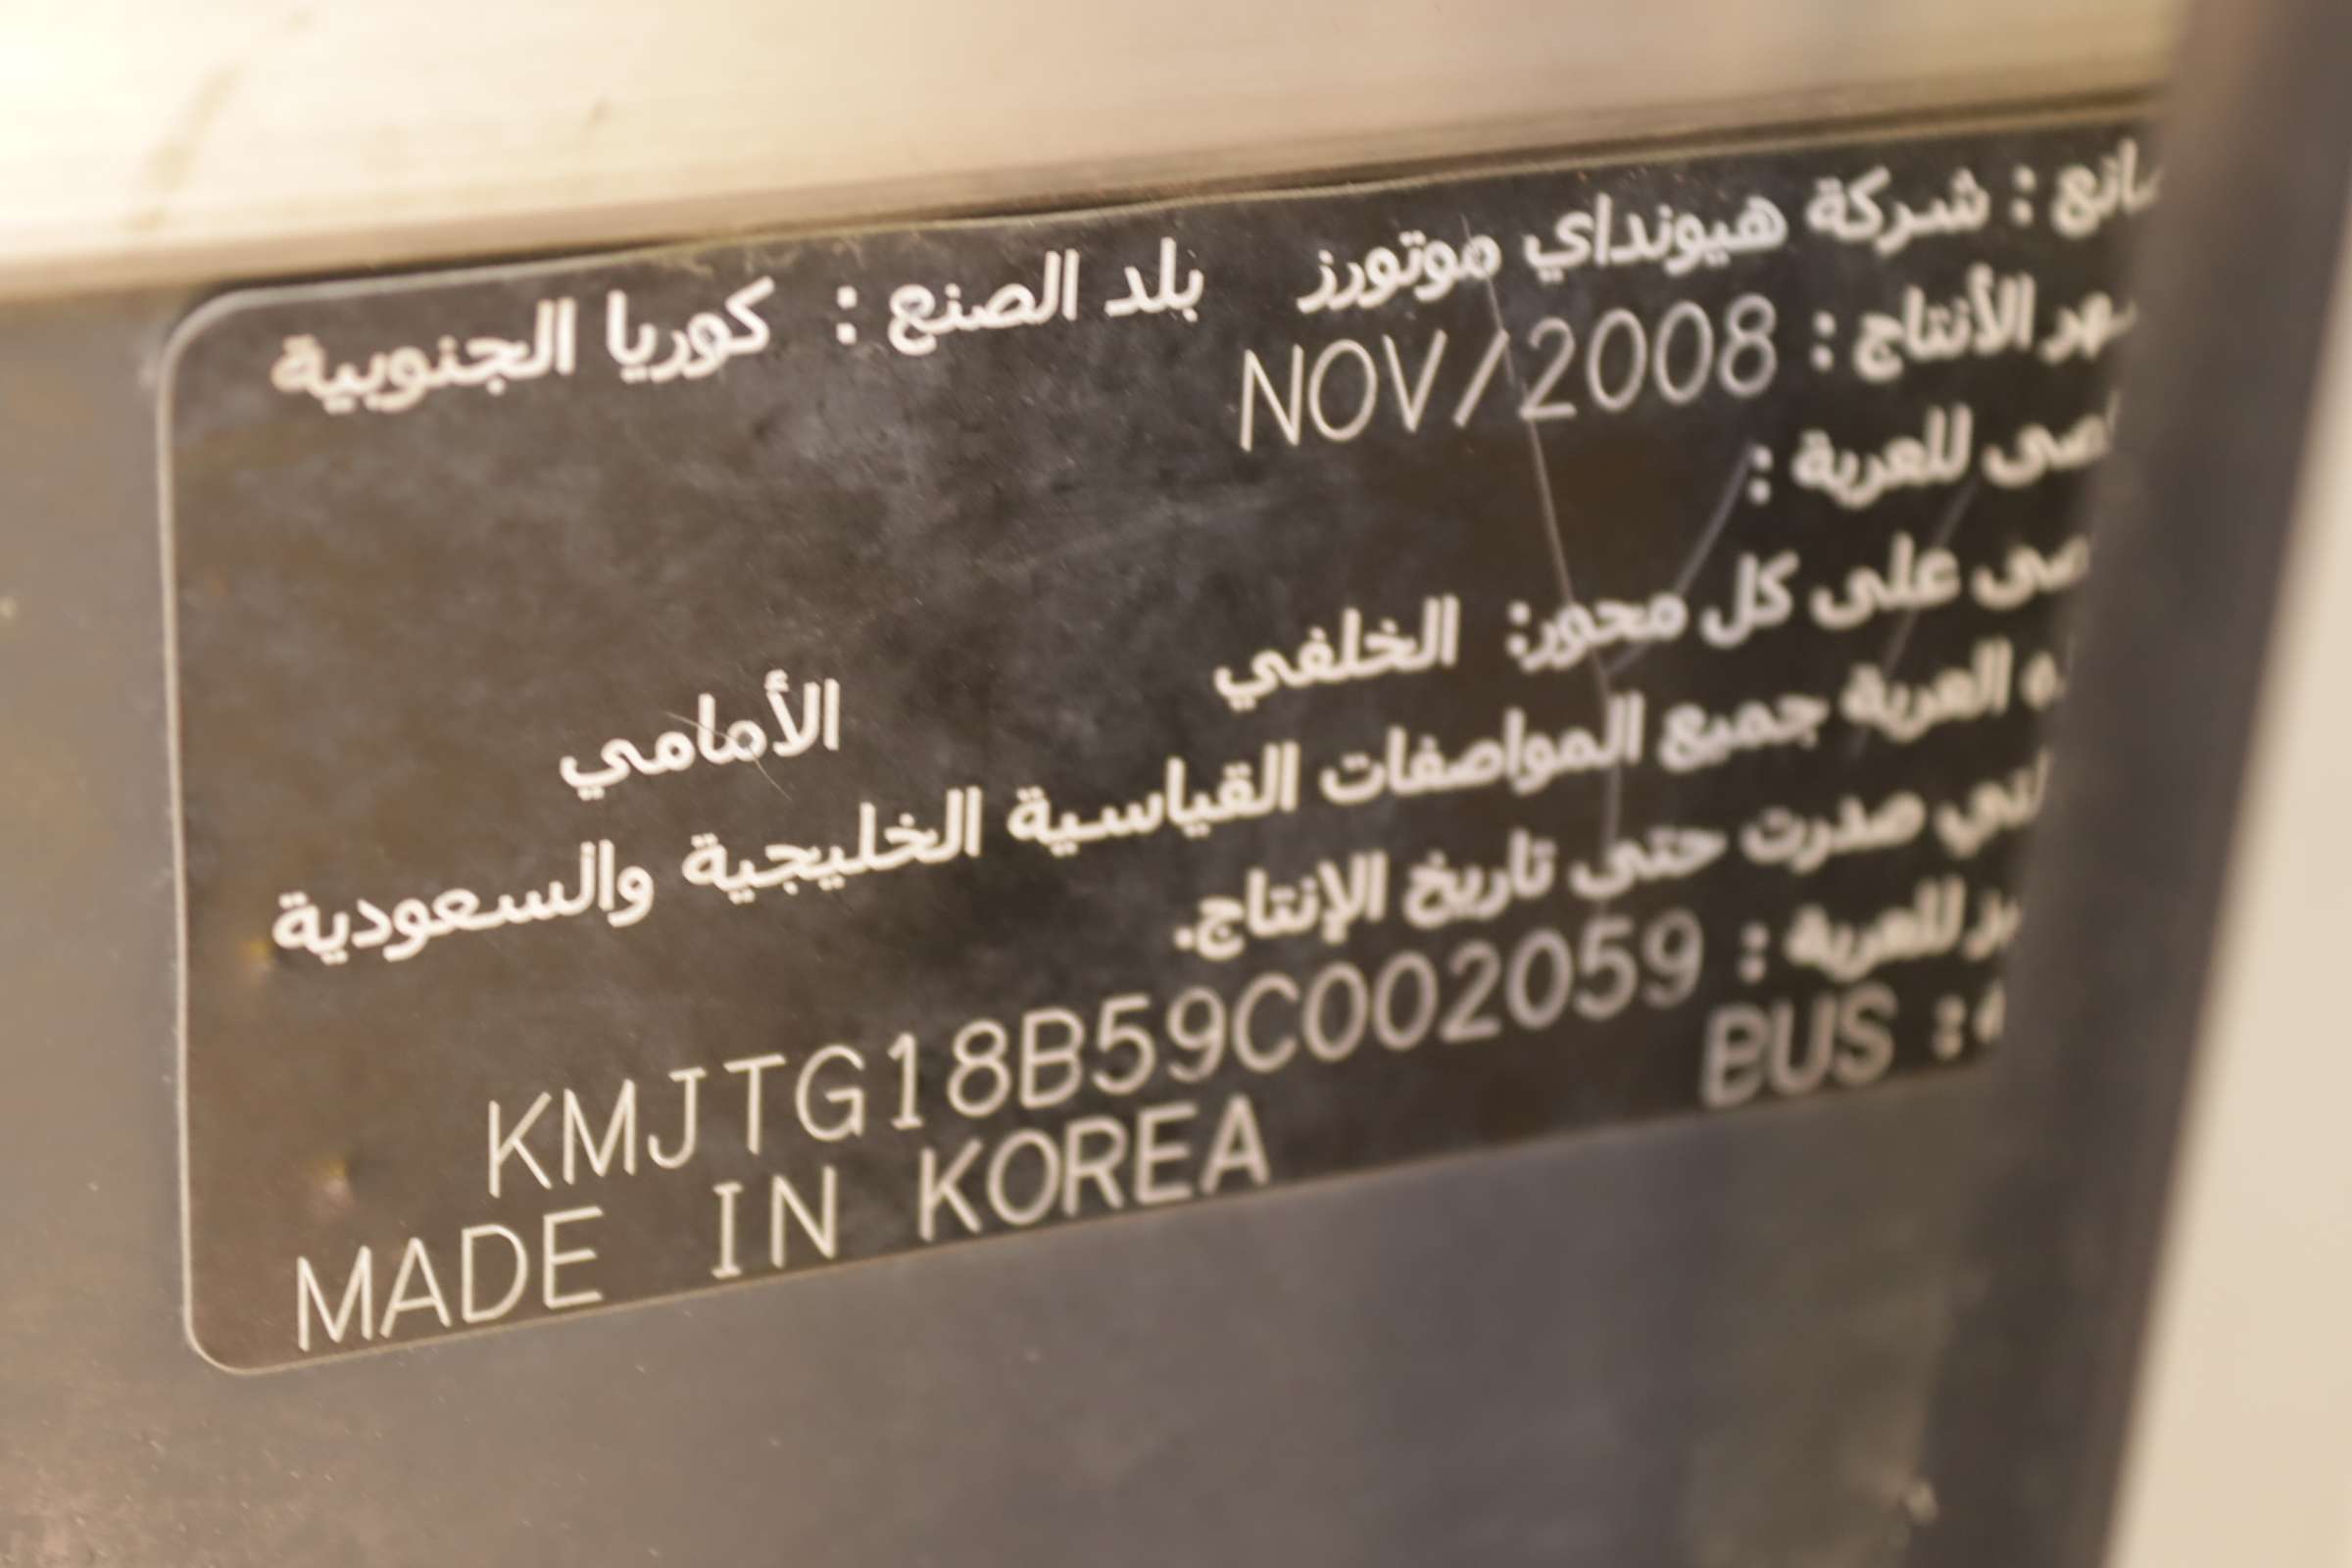 شركة هيونداي موتورز بلد الصنع : كوريا الجنوبية
الأنتاج : NOV/2008
للعربة :
على كل محور: الخلفي الأمامي
العربة جميع المواصفات القياسية الخليجية والسعودية
صدرت حتى تاريخ الإنتاج.
للعربة : KMJTG18B59C002059
BUS MADE IN KOREA